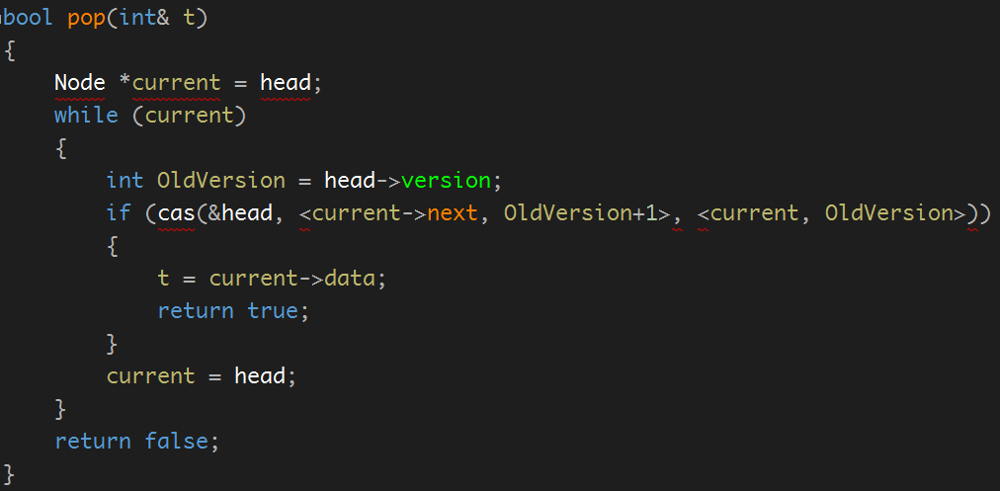 bool pop(int& t)
{
    Node *current = head;
    while (current)
    {
        int OldVersion = head->version;
        if (cas(&head, <current->next, OldVersion+1>, <current, OldVersion>))
        {
            t = current->data;
            return true;
        }
        current = head;
    }
    return false;
}